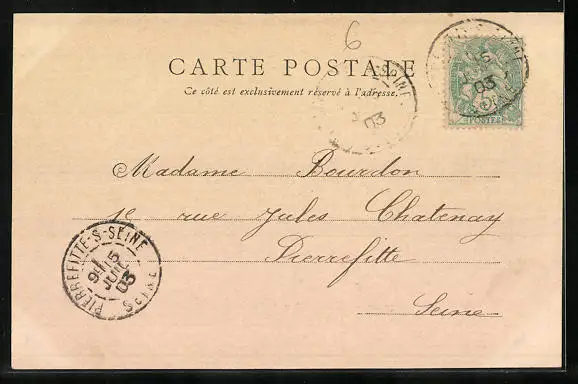 6
CARTE POSTALE
Ce côté est exclusivement réservé à l'adresse.
POSTES
03
03
Madame Bourdon
rue Jules Chatenay
Pierrefitte
Seine
PIERREFITTE-S-SEINE
15
JUIL
03
SEINE